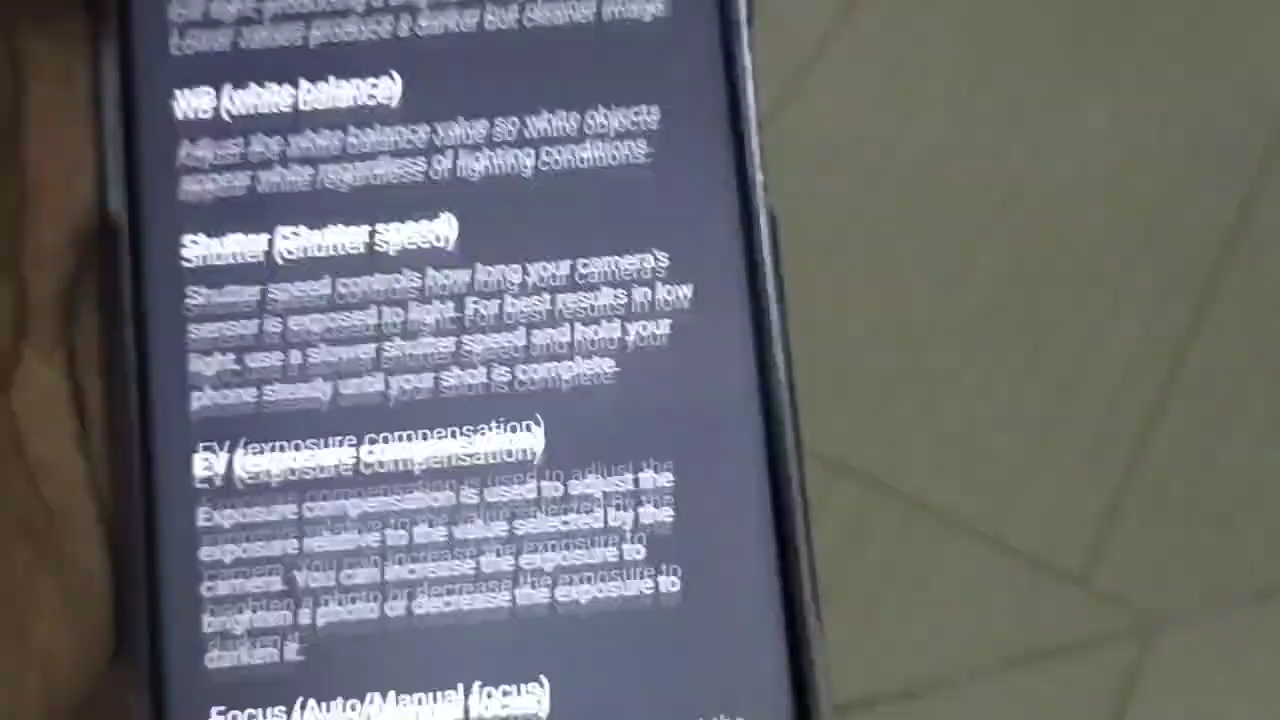 Lower values produce a darker but cleaner image.
WB (white balance)
Adjust the white balance value so white objects
appear white regardless of lighting conditions.
Shutter (Shutter speed)
Shutter speed controls how long your camera's
sensor is exposed to light. For best results in low
light, use a slower shutter speed and hold your
phone steady until your shot is complete.
EV (exposure compensation)
Exposure compensation is used to adjust the
exposure relative to the value selected by the
camera. You can increase the exposure to
brighten a photo or decrease the exposure to
darken it.
Focus (Auto/Manual focus)
the